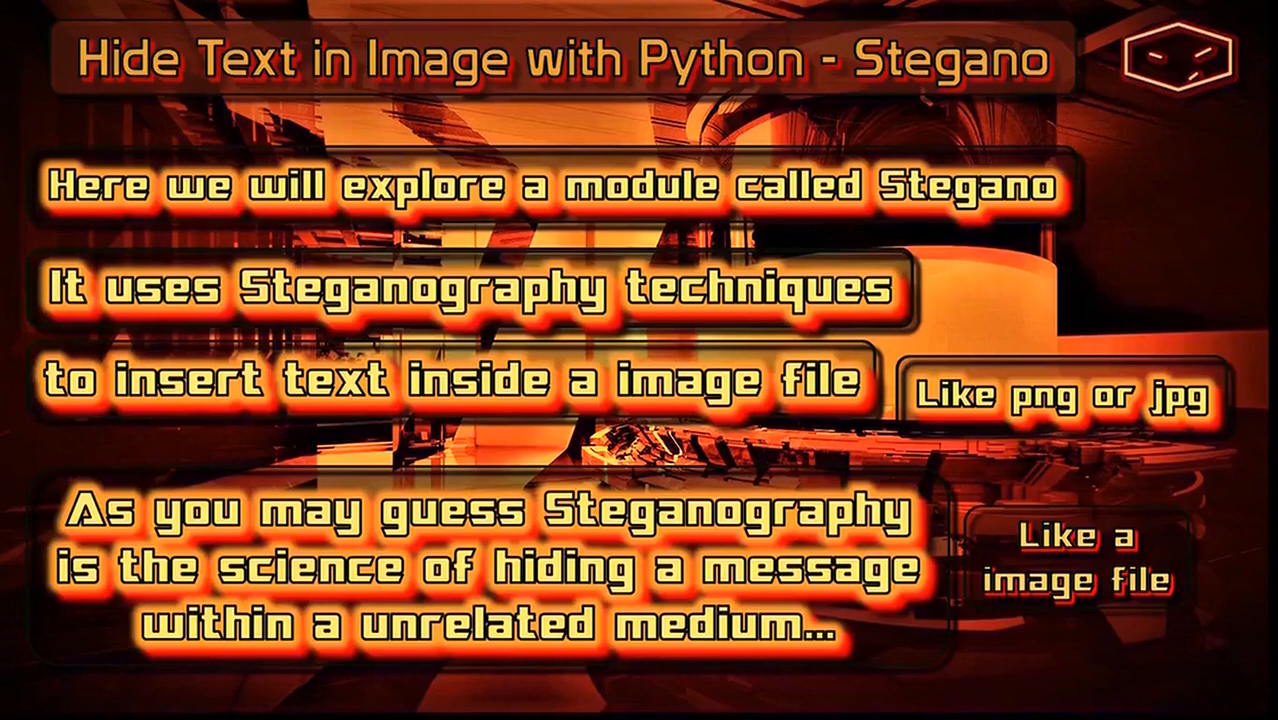 Hide Text in Image with Python - Stegano
Here we will explore a module called Stegano
It uses Steganography techniques
to insert text inside a image file
Like png or jpg
As you may guess Steganography
is the science of hiding a message
within a unrelated medium...
Like a
image file